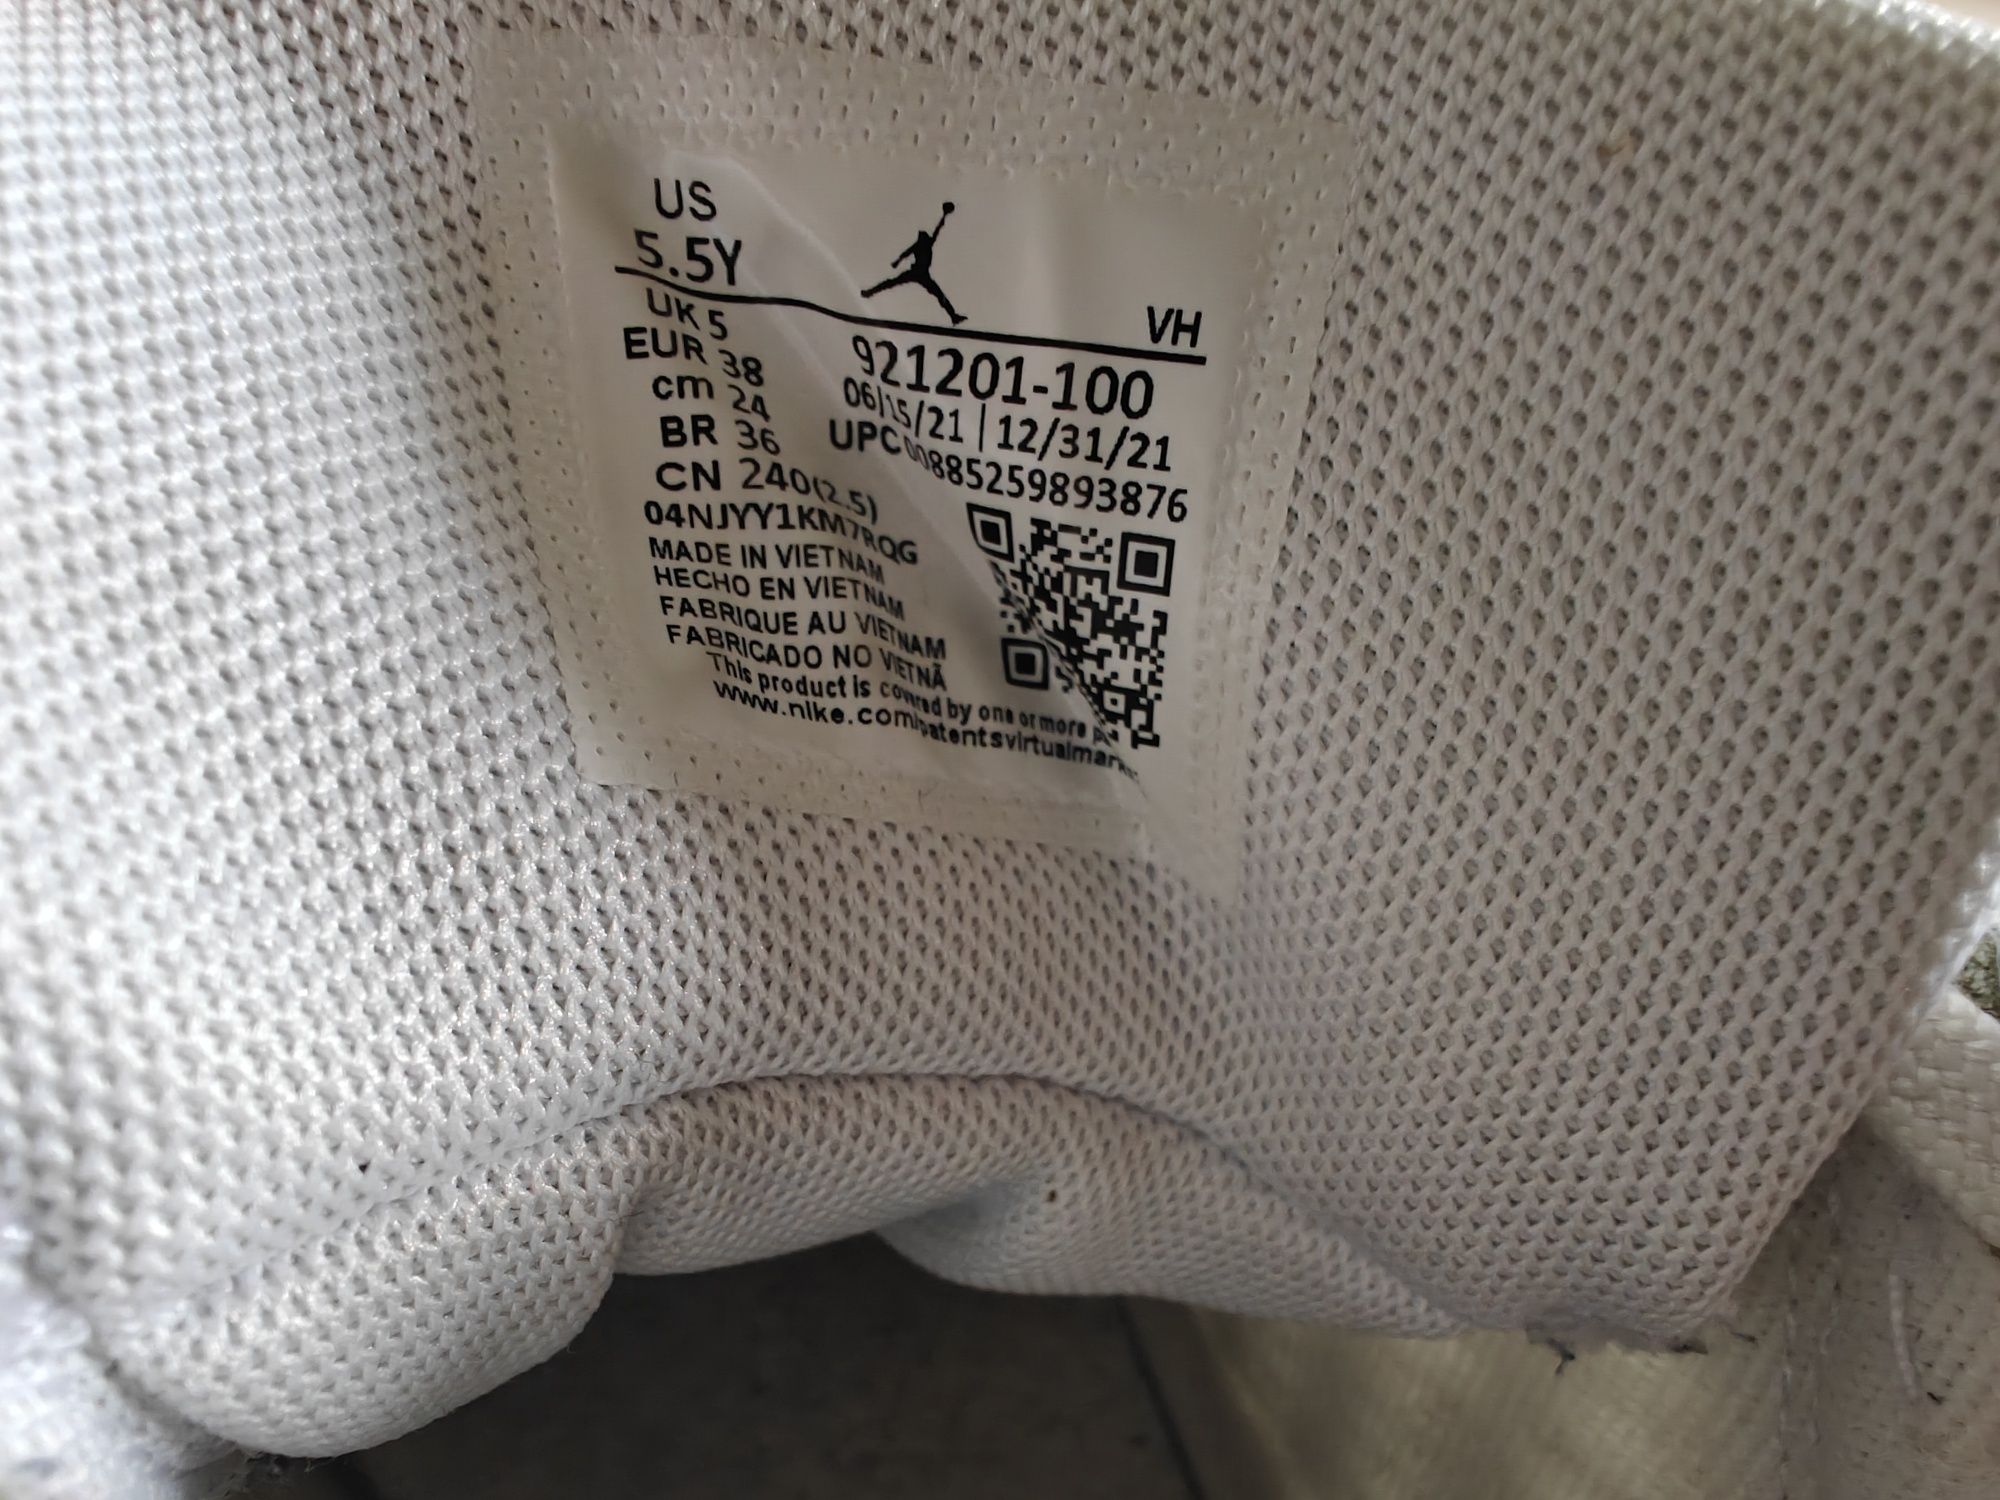 US
5.5Y
VH
UK 5
EUR 38
cm 24
BR 36
CN 240(2.5)
921201-100
06/15/21 | 12/31/21
UPC 00885259893876
04NJYY1KM7RQG
MADE IN VIETNAM
HECHO EN VIETNAM
FABRIQUE AU VIETNAM
FABRICADO NO VIETNÃ
This product is covered by one or more
www.nike.com/patentsvirtualmark